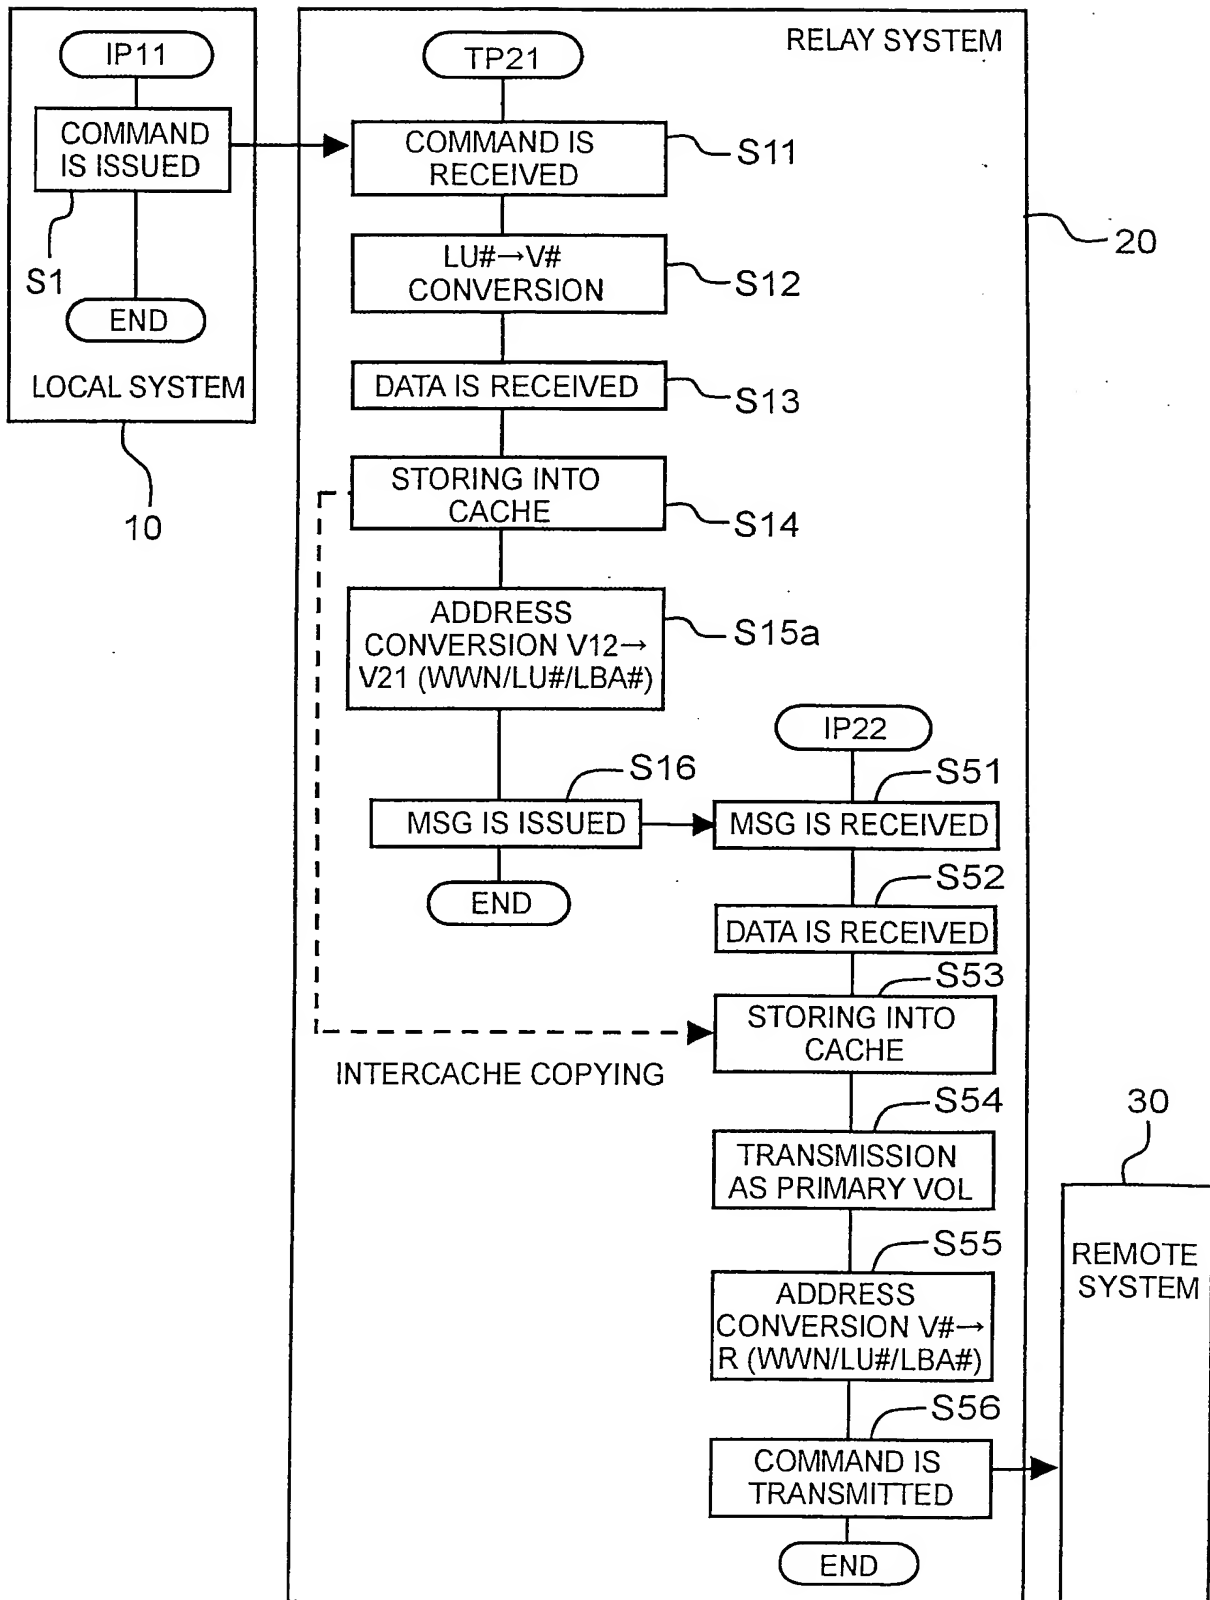 IP11
COMMAND
IS ISSUED
S1
END
LOCAL SYSTEM
10
RELAY SYSTEM
20
TP21
COMMAND IS
RECEIVED
S11
LU#→V#
CONVERSION
S12
DATA IS RECEIVED
S13
STORING INTO
CACHE
S14
ADDRESS
CONVERSION V12→
V21 (WWN/LU#/LBA#)
S15a
S16
MSG IS ISSUED
END
INTERCACHE COPYING
IP22
S51
MSG IS RECEIVED
S52
DATA IS RECEIVED
S53
STORING INTO
CACHE
S54
TRANSMISSION
AS PRIMARY VOL
S55
ADDRESS
CONVERSION V#→
R (WWN/LU#/LBA#)
S56
COMMAND IS
TRANSMITTED
END
30
REMOTE
SYSTEM